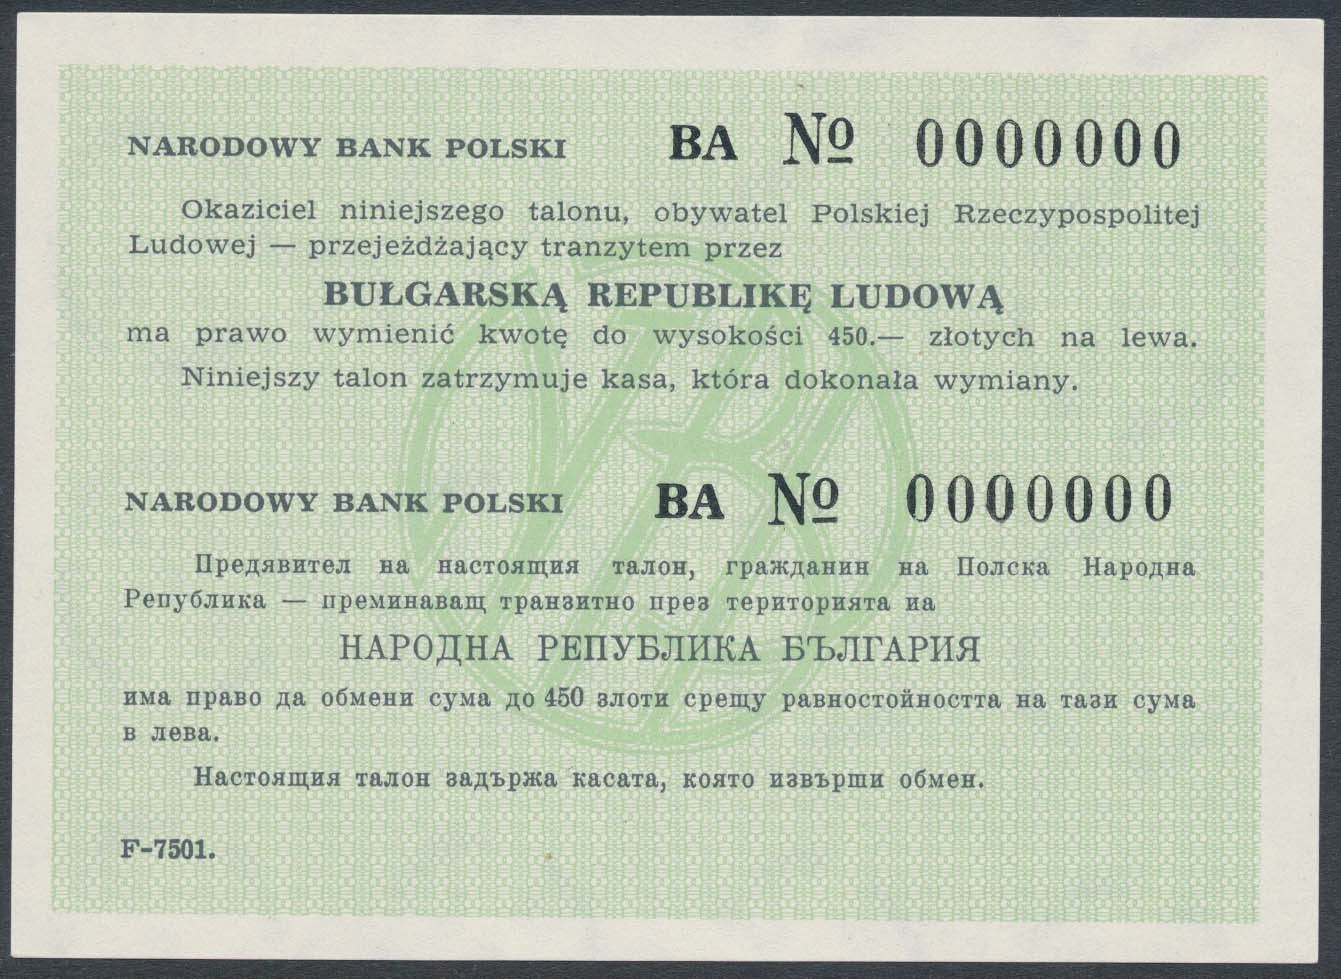 NARODOWY BANK POLSKI BA № 0000000
Okaziciel niniejszego talonu, obywatel Polskiej Rzeczypospolitej
Ludowej — przejeżdżający tranzytem przez
BUŁGARSKĄ REPUBLIKĘ LUDOWĄ
ma prawo wymienić kwotę do wysokości 450.— złotych na lewa.
Niniejszy talon zatrzymuje kasa, która dokonała wymiany.
NARODOWY BANK POLSKI BA № 0000000
Предявител на настоящия талон, гражданин на Полска Народна
Република — преминаващ транзитно през територията иа
НАРОДНА РЕПУБЛИКА БЪЛГАРИЯ
има право да обмени сума до 450 злоти срещу равностойността на тази сума
в лева.
Настоящия талон задържа касата, която извърши обмен.
F-7501.